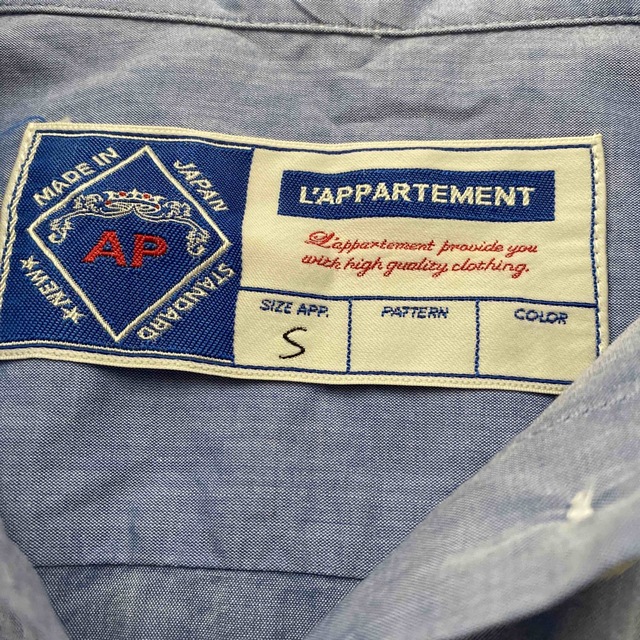 MADE IN
JAPAN
AP
★NEW★
STANDARD
L'APPARTEMENT
L'appartement provide you
with high quality clothing.
SIZE APP.
PATTERN
COLOR
S